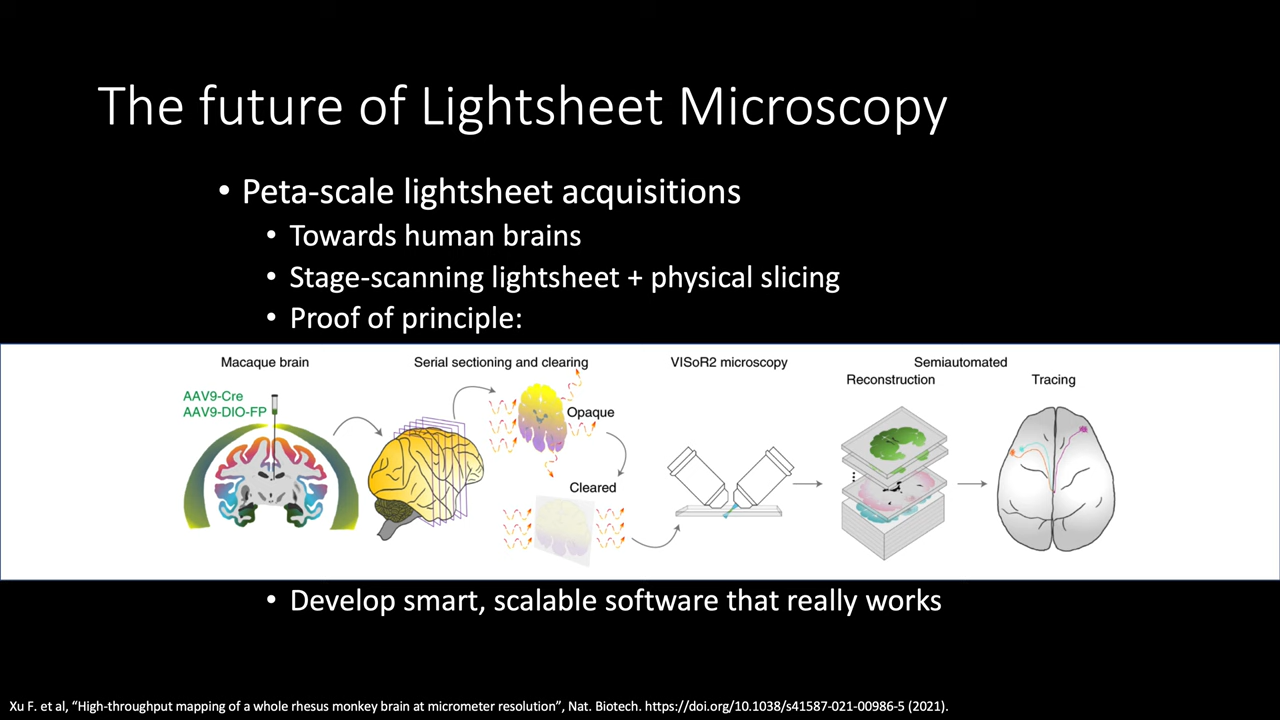 The future of Lightsheet Microscopy
• Peta-scale lightsheet acquisitions
• Towards human brains
• Stage-scanning lightsheet + physical slicing
• Proof of principle:
Macaque brain
Serial sectioning and clearing
VISoR2 microscopy
Semiautomated
Reconstruction
Tracing
AAV9-Cre
AAV9-DIO-FP
Opaque
Cleared
• Develop smart, scalable software that really works
Xu F. et al, “High-throughput mapping of a whole rhesus monkey brain at micrometer resolution”, Nat. Biotech. https://doi.org/10.1038/s41587-021-00986-5 (2021).